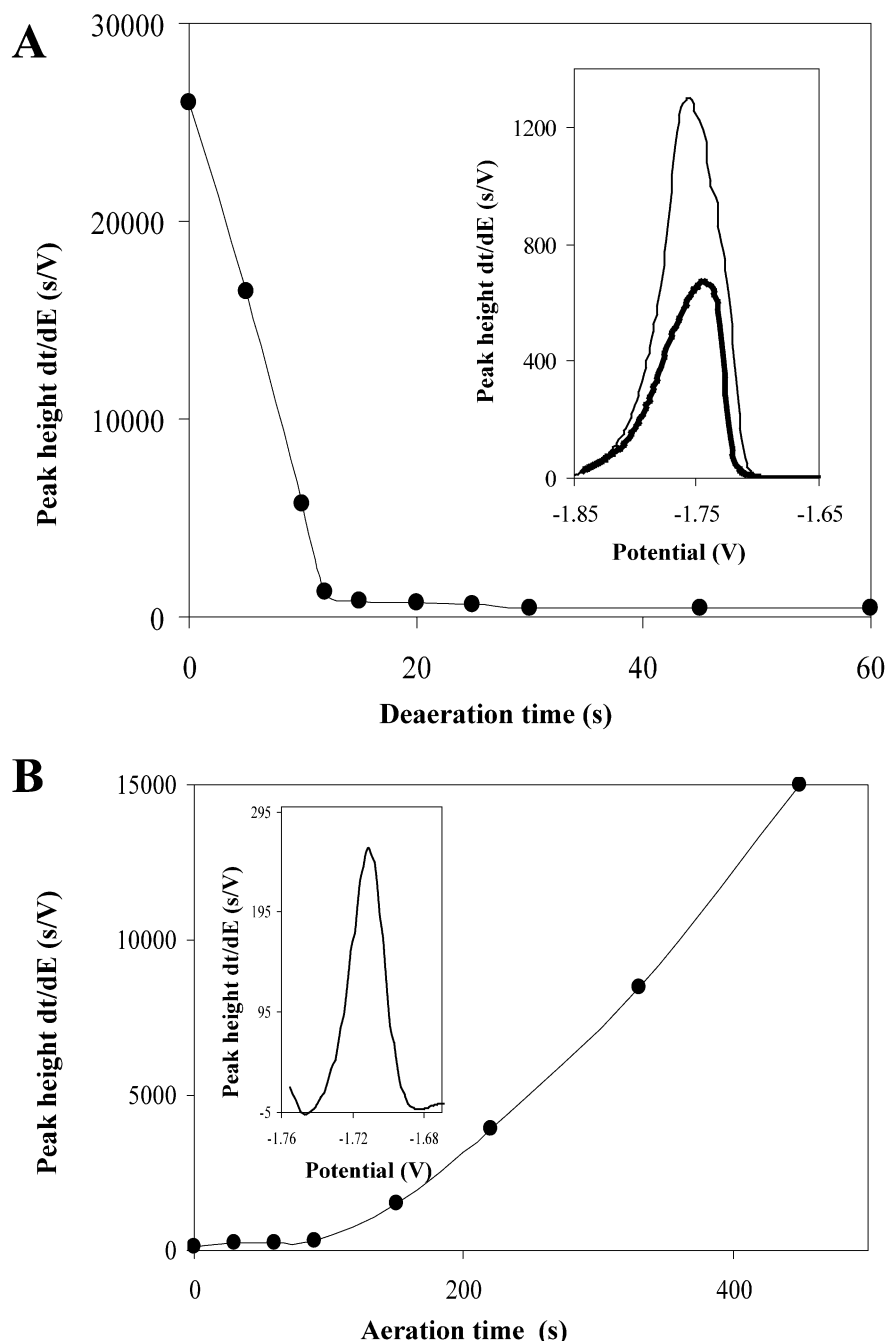 A
30000
20000
10000
0
Peak height dt/dE (s/V)
0 20 40 60
Deaeration time (s)
1200
800
400
0
Peak height dt/dE (s/V)
-1.85 -1.75 -1.65
Potential (V)
B
15000
10000
5000
0
Peak height dt/dE (s/V)
0 200 400
Aeration time (s)
295
195
95
-5
Peak height dt/dE (s/V)
-1.76 -1.72 -1.68
Potential (V)